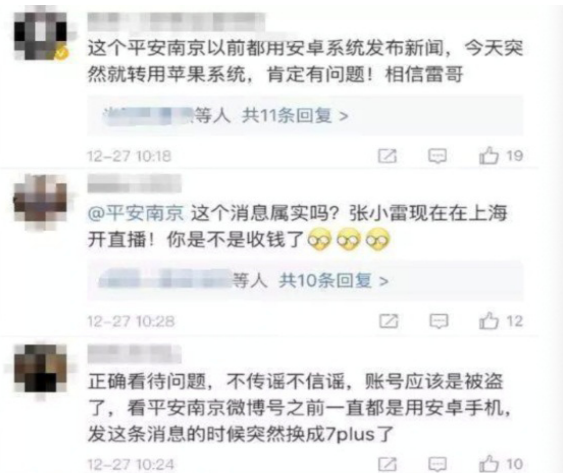 这个平安南京以前都用安卓系统发布新闻，今天突
然就转用苹果系统，肯定有问题！相信雷哥
等人 共11条回复 >
12-27 10:18 19
@平安南京 这个消息属实吗？张小雷现在在上海
开直播！你是不是收钱了
等人 共10条回复 >
12-27 10:28 12
正确看待问题，不传谣不信谣，账号应该是被盗
了，看平安南京微博号之前一直都是用安卓手机，
发这条消息的时候突然换成7plus了
12-27 10:24 10